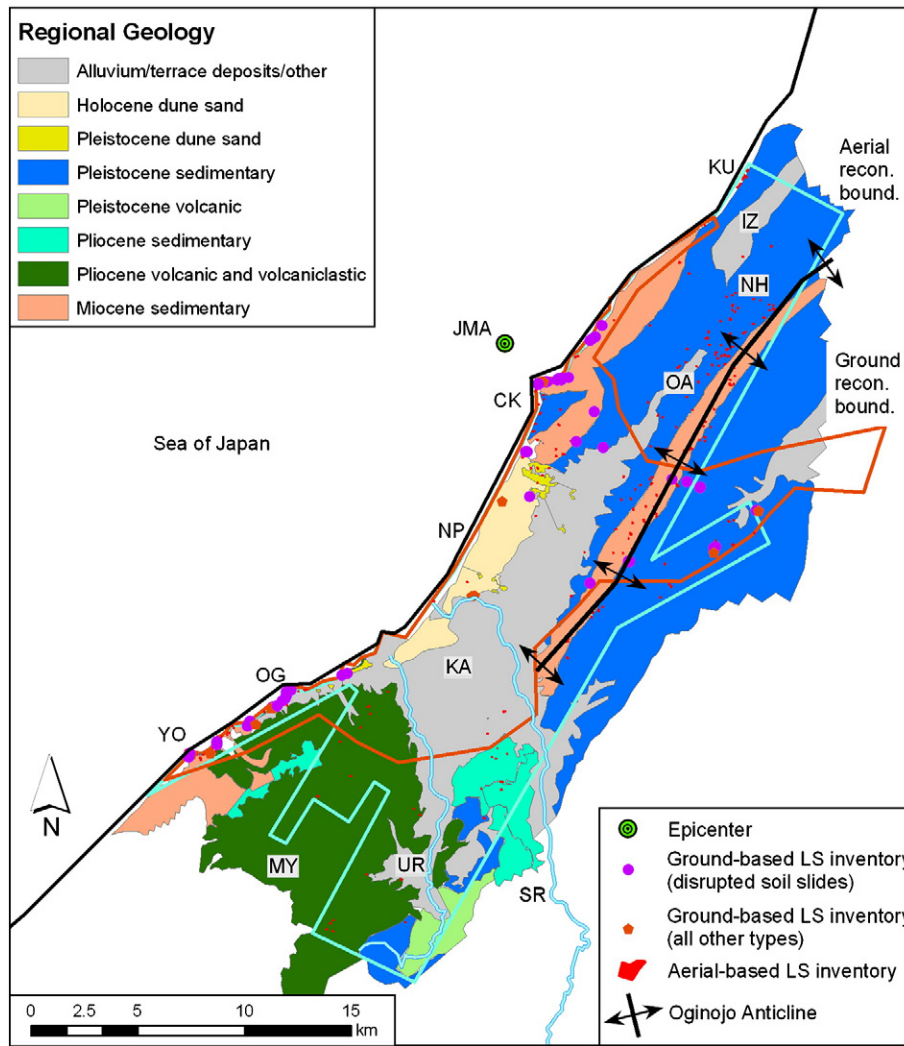 Regional Geology
Alluvium/terrace deposits/other
Holocene dune sand
Pleistocene dune sand
Pleistocene sedimentary
Pleistocene volcanic
Pliocene sedimentary
Pliocene volcanic and volcaniclastic
Miocene sedimentary
KU
Aerial
recon.
bound.
IZ
NH
JMA
Ground
recon.
bound.
OA
CK
Sea of Japan
NP
KA
OG
YO
N
MY
UR
SR
Epicenter
Ground-based LS inventory
(disrupted soil slides)
Ground-based LS inventory
(all other types)
Aerial-based LS inventory
Oginojo Anticline
0 2.5 5 10 15
km